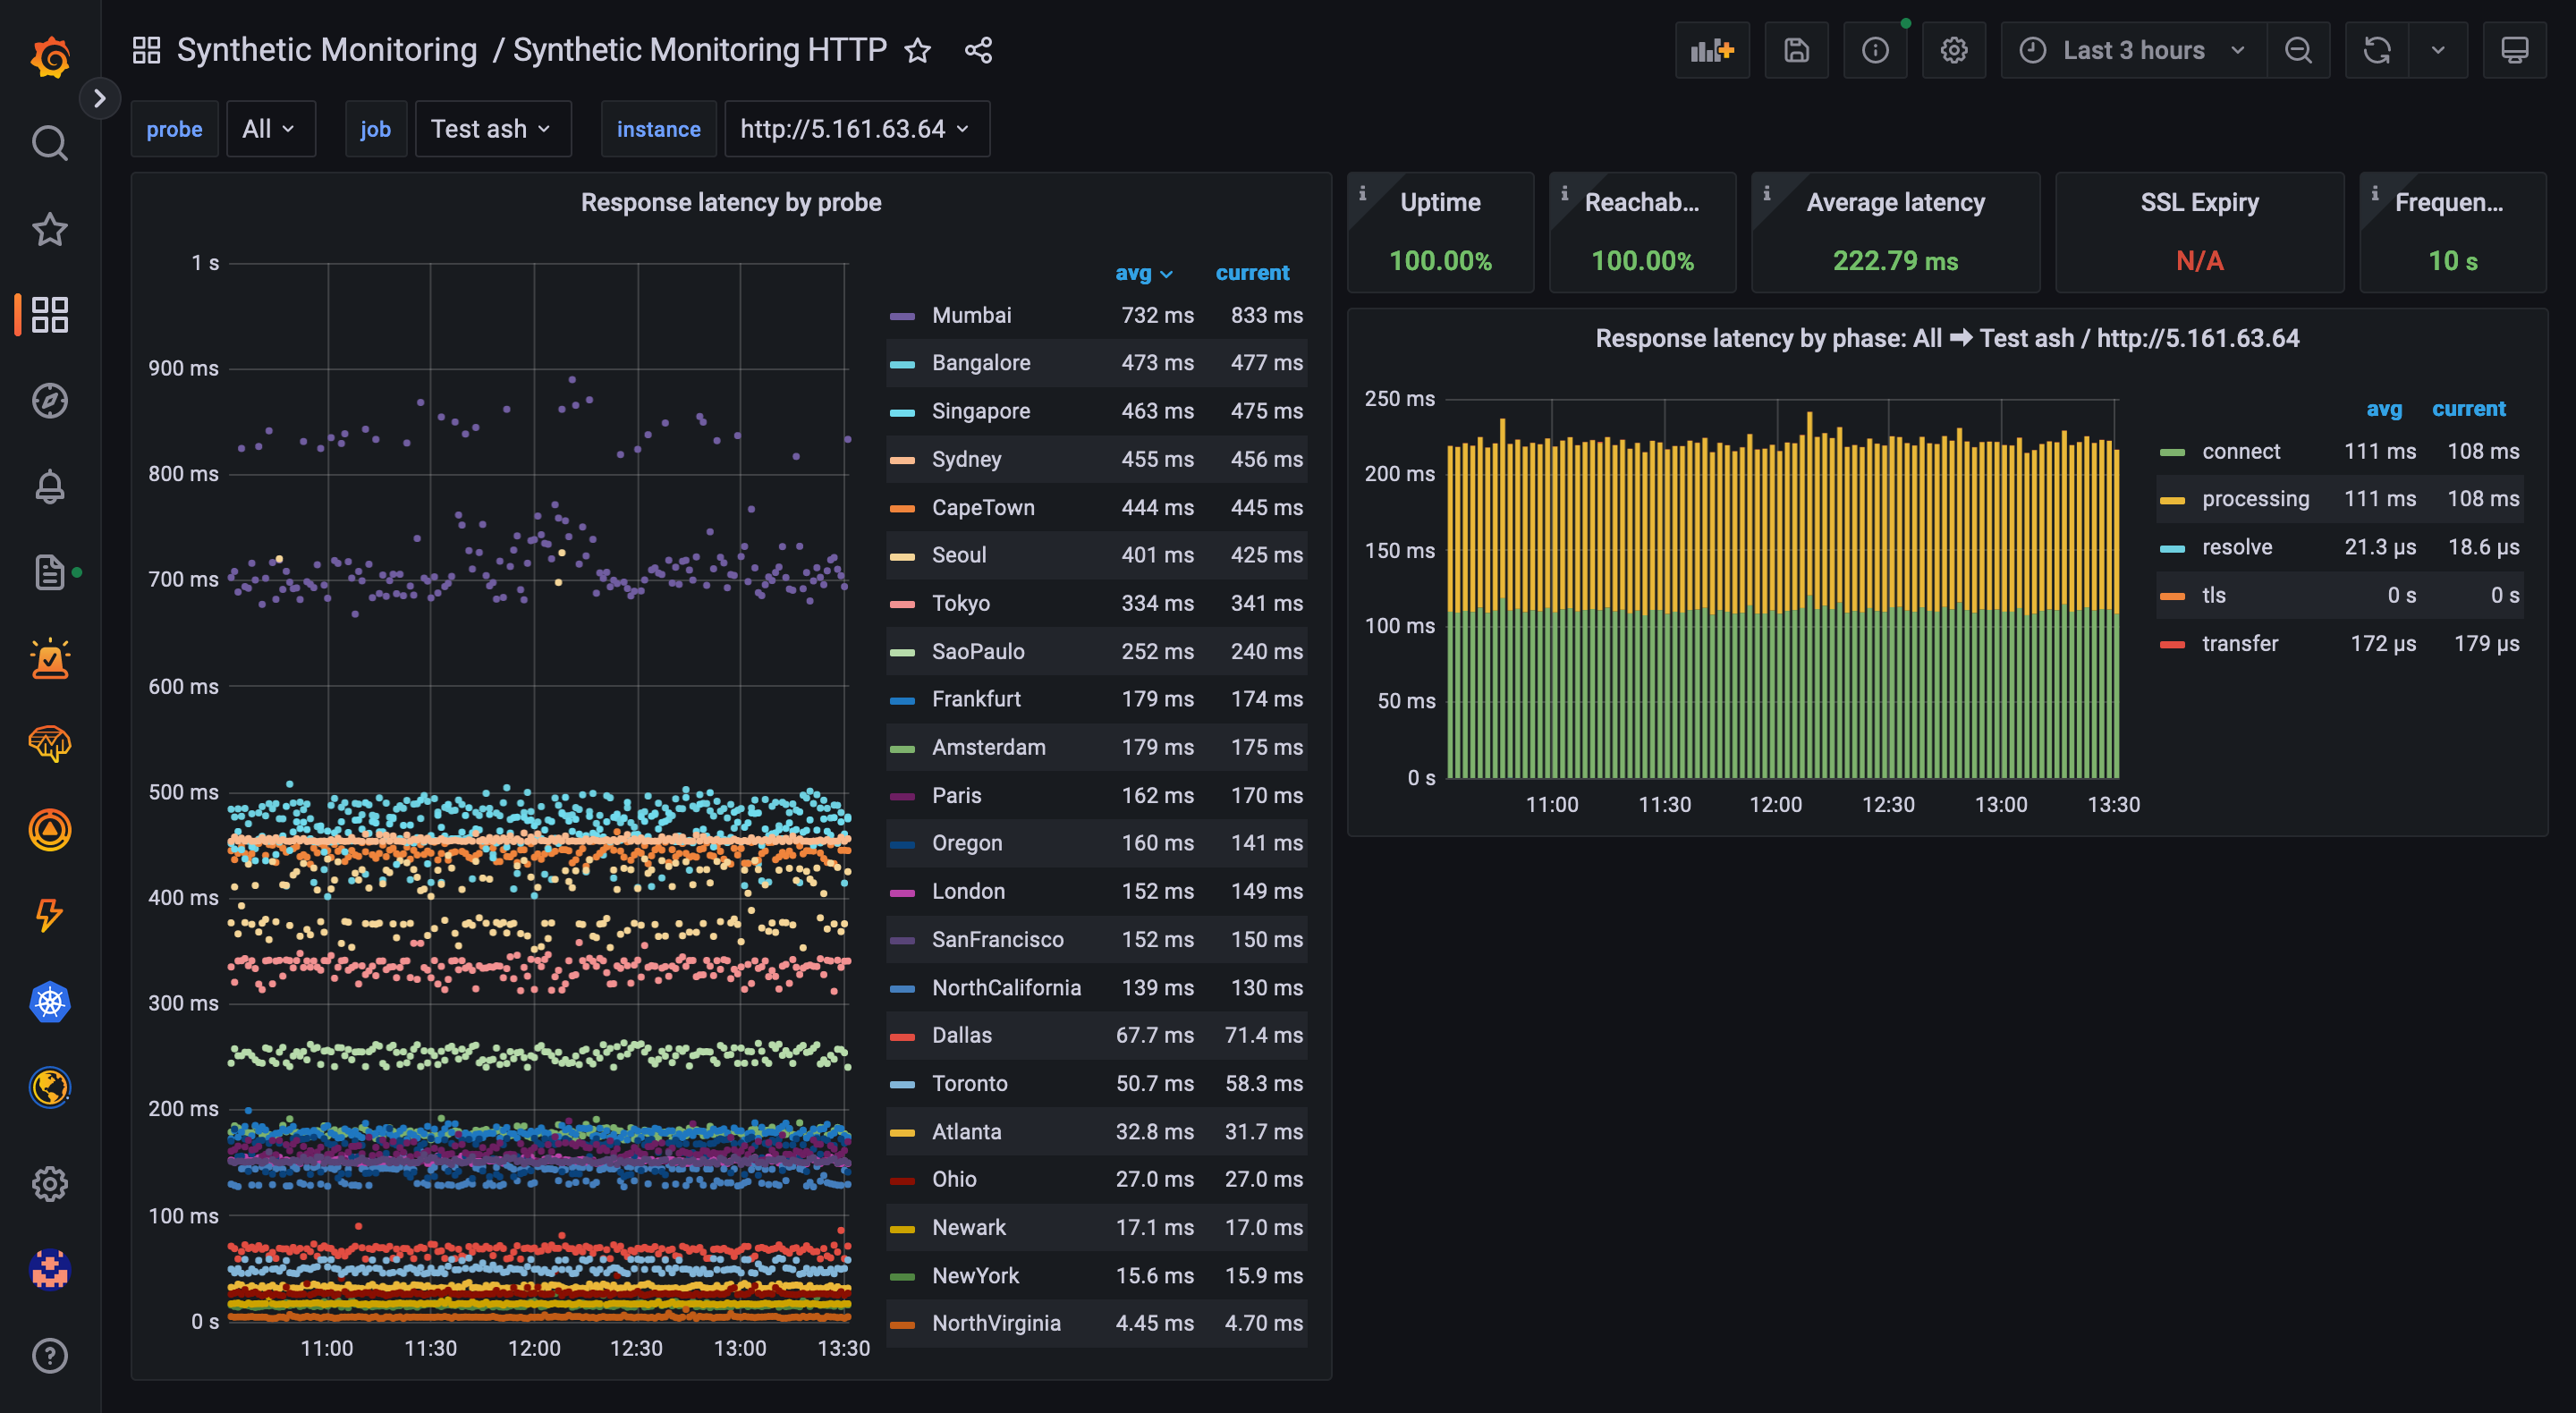 Synthetic Monitoring / Synthetic Monitoring HTTP
Last 3 hours
probe All job Test ash instance http://5.161.63.64
Response latency by probe
1 s
900 ms
800 ms
700 ms
600 ms
500 ms
400 ms
300 ms
200 ms
100 ms
0 s
11:00 11:30 12:00 12:30 13:00 13:30
avg current
Mumbai 732 ms 833 ms
Bangalore 473 ms 477 ms
Singapore 463 ms 475 ms
Sydney 455 ms 456 ms
CapeTown 444 ms 445 ms
Seoul 401 ms 425 ms
Tokyo 334 ms 341 ms
SaoPaulo 252 ms 240 ms
Frankfurt 179 ms 174 ms
Amsterdam 179 ms 175 ms
Paris 162 ms 170 ms
Oregon 160 ms 141 ms
London 152 ms 149 ms
SanFrancisco 152 ms 150 ms
NorthCalifornia 139 ms 130 ms
Dallas 67.7 ms 71.4 ms
Toronto 50.7 ms 58.3 ms
Atlanta 32.8 ms 31.7 ms
Ohio 27.0 ms 27.0 ms
Newark 17.1 ms 17.0 ms
NewYork 15.6 ms 15.9 ms
NorthVirginia 4.45 ms 4.70 ms
i Uptime
100.00%
i Reachab...
100.00%
i Average latency
222.79 ms
SSL Expiry
N/A
i Frequen...
10 s
Response latency by phase: All ➡ Test ash / http://5.161.63.64
250 ms
200 ms
150 ms
100 ms
50 ms
0 s
11:00 11:30 12:00 12:30 13:00 13:30
avg current
connect 111 ms 108 ms
processing 111 ms 108 ms
resolve 21.3 µs 18.6 µs
tls 0 s 0 s
transfer 172 µs 179 µs